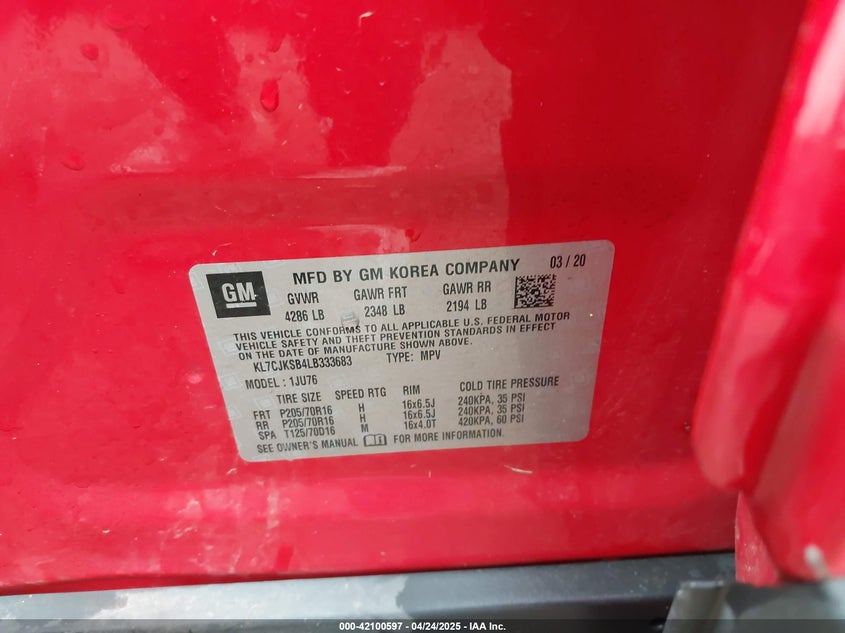 GM
MFD BY GM KOREA COMPANY 03 / 20
GVWR GAWR FRT GAWR RR
4286 LB 2348 LB 2194 LB
THIS VEHICLE CONFORMS TO ALL APPLICABLE U.S. FEDERAL MOTOR
VEHICLE SAFETY AND THEFT PREVENTION STANDARDS IN EFFECT
ON THE DATE OF MANUFACTURE SHOWN ABOVE.
KL7CJKSB4LB333683 TYPE: MPV
MODEL: 1JU76
TIRE SIZE SPEED RTG RIM COLD TIRE PRESSURE
FRT P205/70R16 H 16x6.5J 240KPA, 35 PSI
RR P205/70R16 H 16x6.5J 240KPA, 35 PSI
SPA T125/70D16 M 16x4.0T 420KPA, 60 PSI
SEE OWNER'S MANUAL FOR MORE INFORMATION.
000-42100597 - 04/24/2025 - IAA Inc.